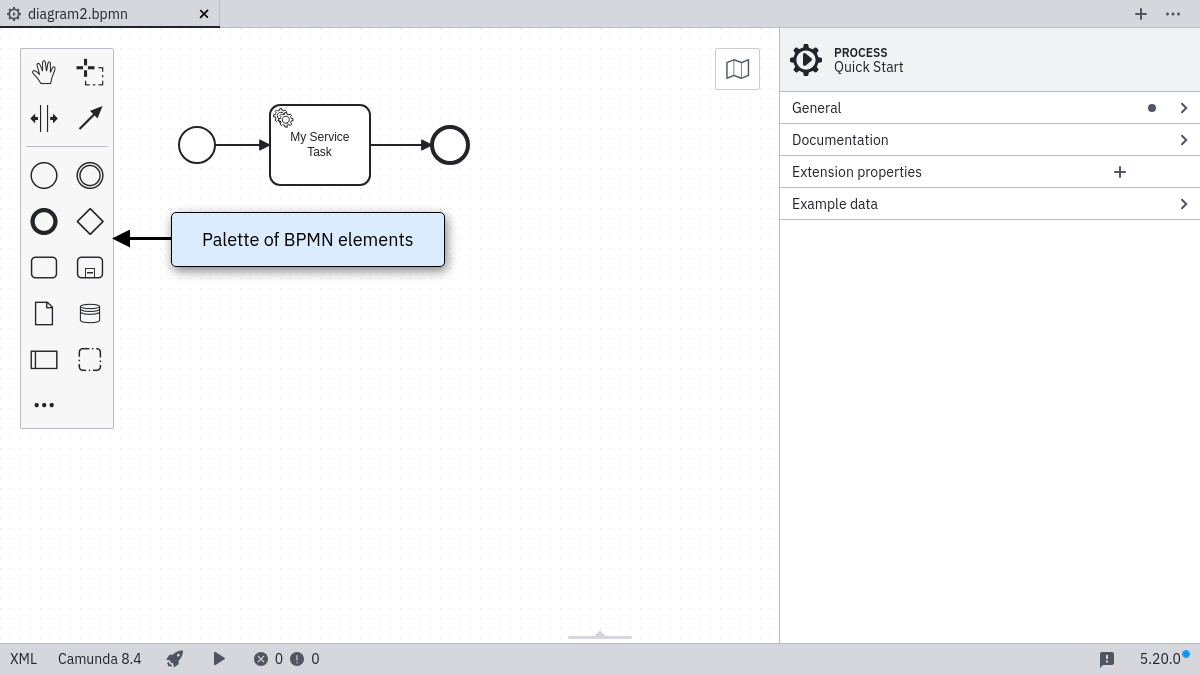 diagram2.bpmn
PROCESS
Quick Start
General
Documentation
Extension properties
Example data
My Service
Task
Palette of BPMN elements
XML
Camunda 8.4
0
0
5.20.0